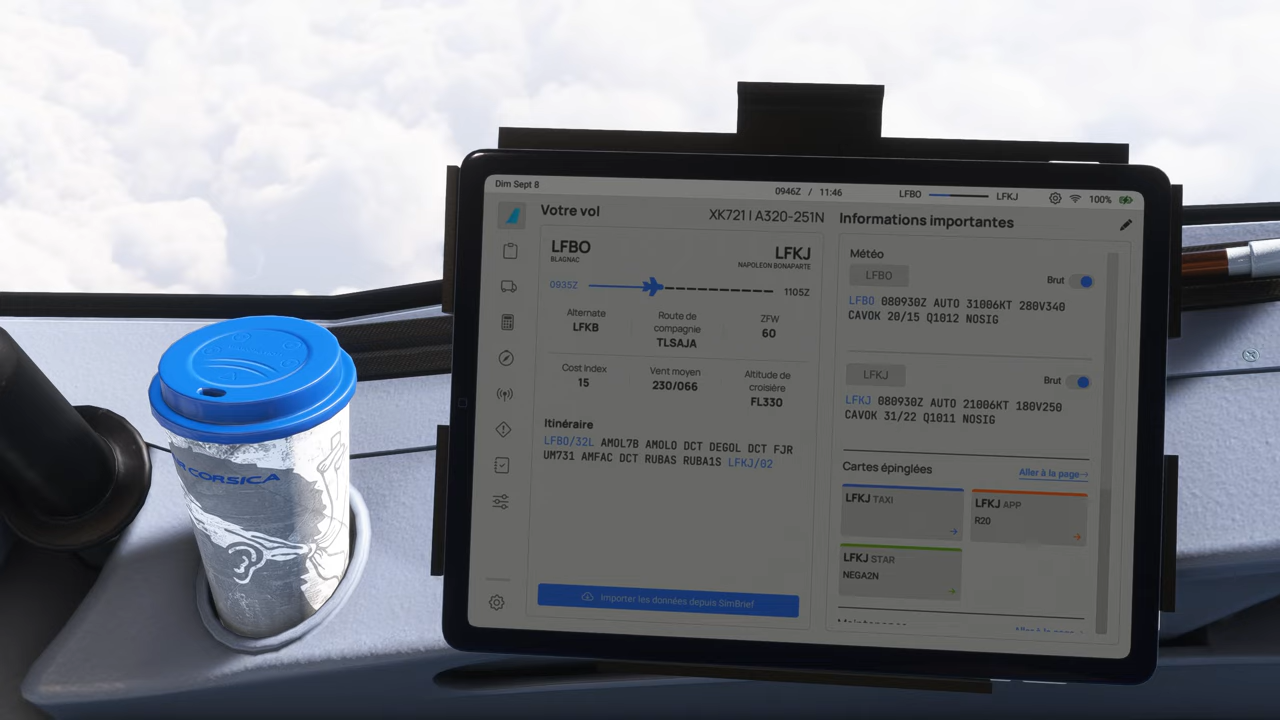 Dim Sept 8
0946Z / 11:46
LFBO LFKJ
100%
Votre vol
XK721 | A320-251N
LFBO
BLAGNAC
LFKJ
NAPOLEON BONAPARTE
0935Z
1105Z
Alternate
LFKB
Route de
compagnie
TLSAJA
ZFW
60
Cost index
15
Vent moyen
230/066
Altitude de
croisière
FL330
Itinéraire
LFBO/32L AMOL7B AMOLO DCT DEGOL DCT FJR
UM731 AMFAC DCT RUBAS RUBA1S LFKJ/02
Importer les données depuis SimBrief
Informations importantes
Météo
LFBO
Brut
LFBO 080930Z AUTO 31006KT 280V340
CAVOK 20/15 Q1012 NOSIG
LFKJ
Brut
LFKJ 080930Z AUTO 21006KT 180V250
CAVOK 31/22 Q1011 NOSIG
Cartes épinglées
Aller à la page
LFKJ TAXI
LFKJ APP
R20
LFKJ STAR
NEGA2N
CORSICA